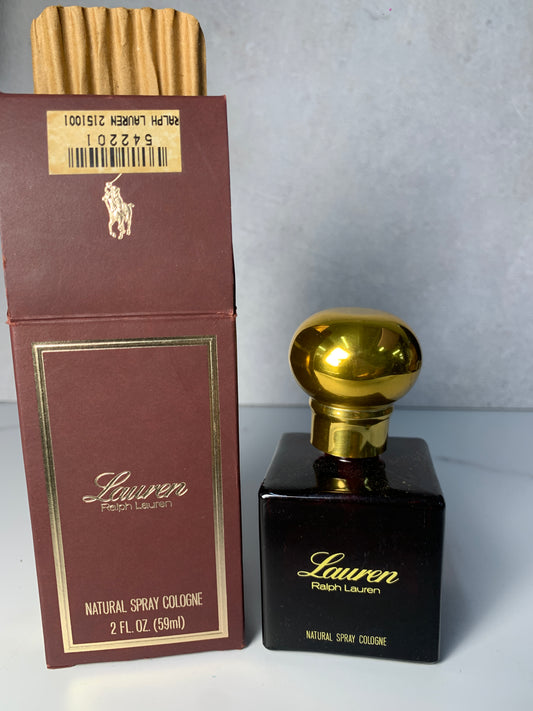 RALPH LAUREN 2151001
542201
Lauren
Ralph Lauren
NATURAL SPRAY COLOGNE
2 FL. OZ. (59ml)
Lauren
Ralph Lauren
NATURAL SPRAY COLOGNE